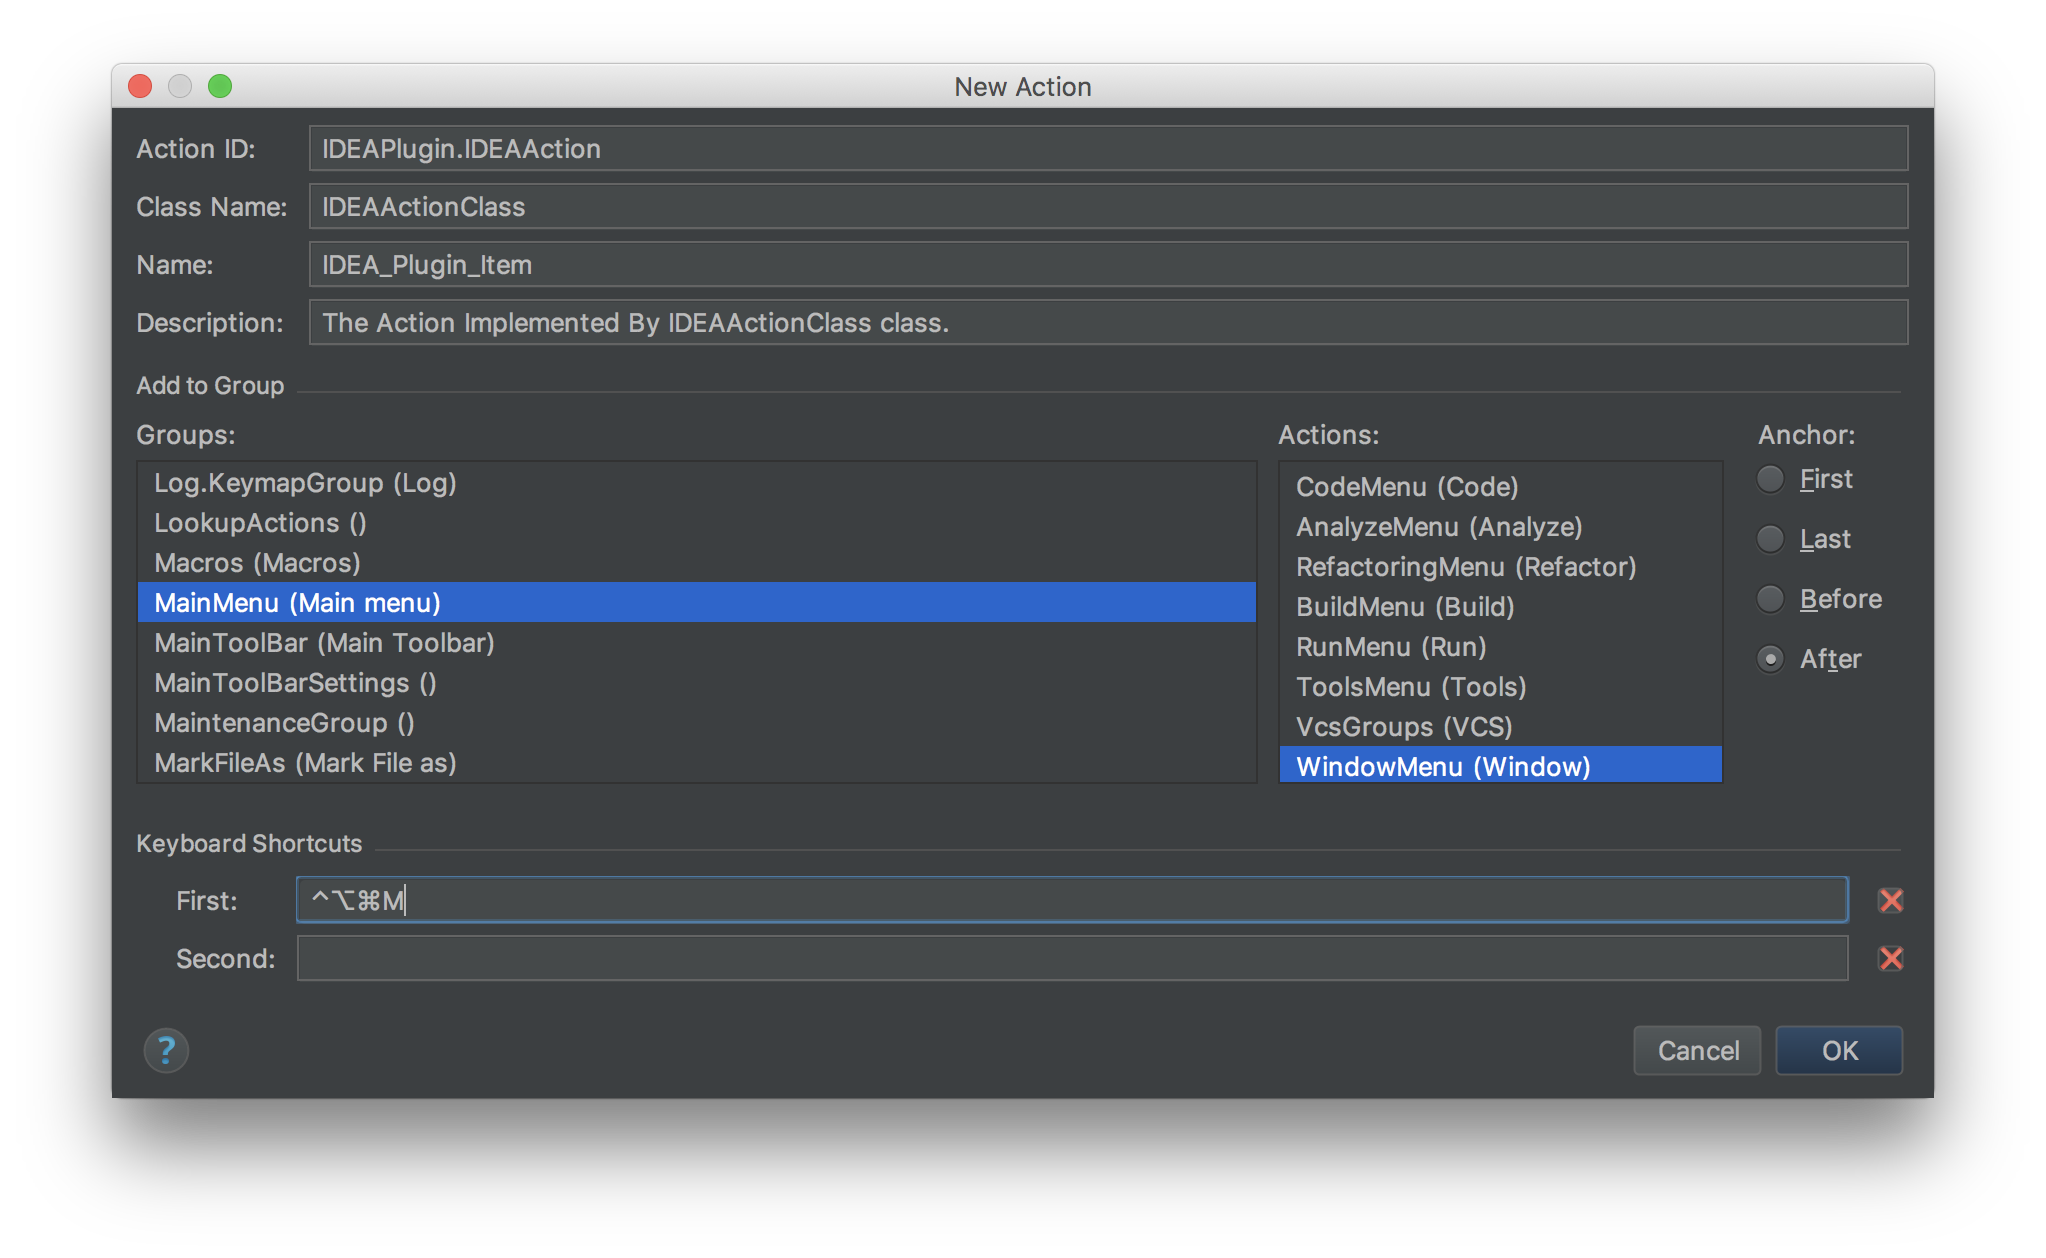 New Action
Action ID: IDEAPlugin.IDEAAction
Class Name: IDEAActionClass
Name: IDEA_Plugin_Item
Description: The Action Implemented By IDEAActionClass class.
Add to Group
Groups:
Log.KeymapGroup (Log)
LookupActions ()
Macros (Macros)
MainMenu (Main menu)
MainToolBar (Main Toolbar)
MainToolBarSettings ()
MaintenanceGroup ()
MarkFileAs (Mark File as)
Actions:
CodeMenu (Code)
AnalyzeMenu (Analyze)
RefactoringMenu (Refactor)
BuildMenu (Build)
RunMenu (Run)
ToolsMenu (Tools)
VcsGroups (VCS)
WindowMenu (Window)
Anchor:
First
Last
Before
After
Keyboard Shortcuts
First: ^⌥⌘M
Second:
?
Cancel
OK